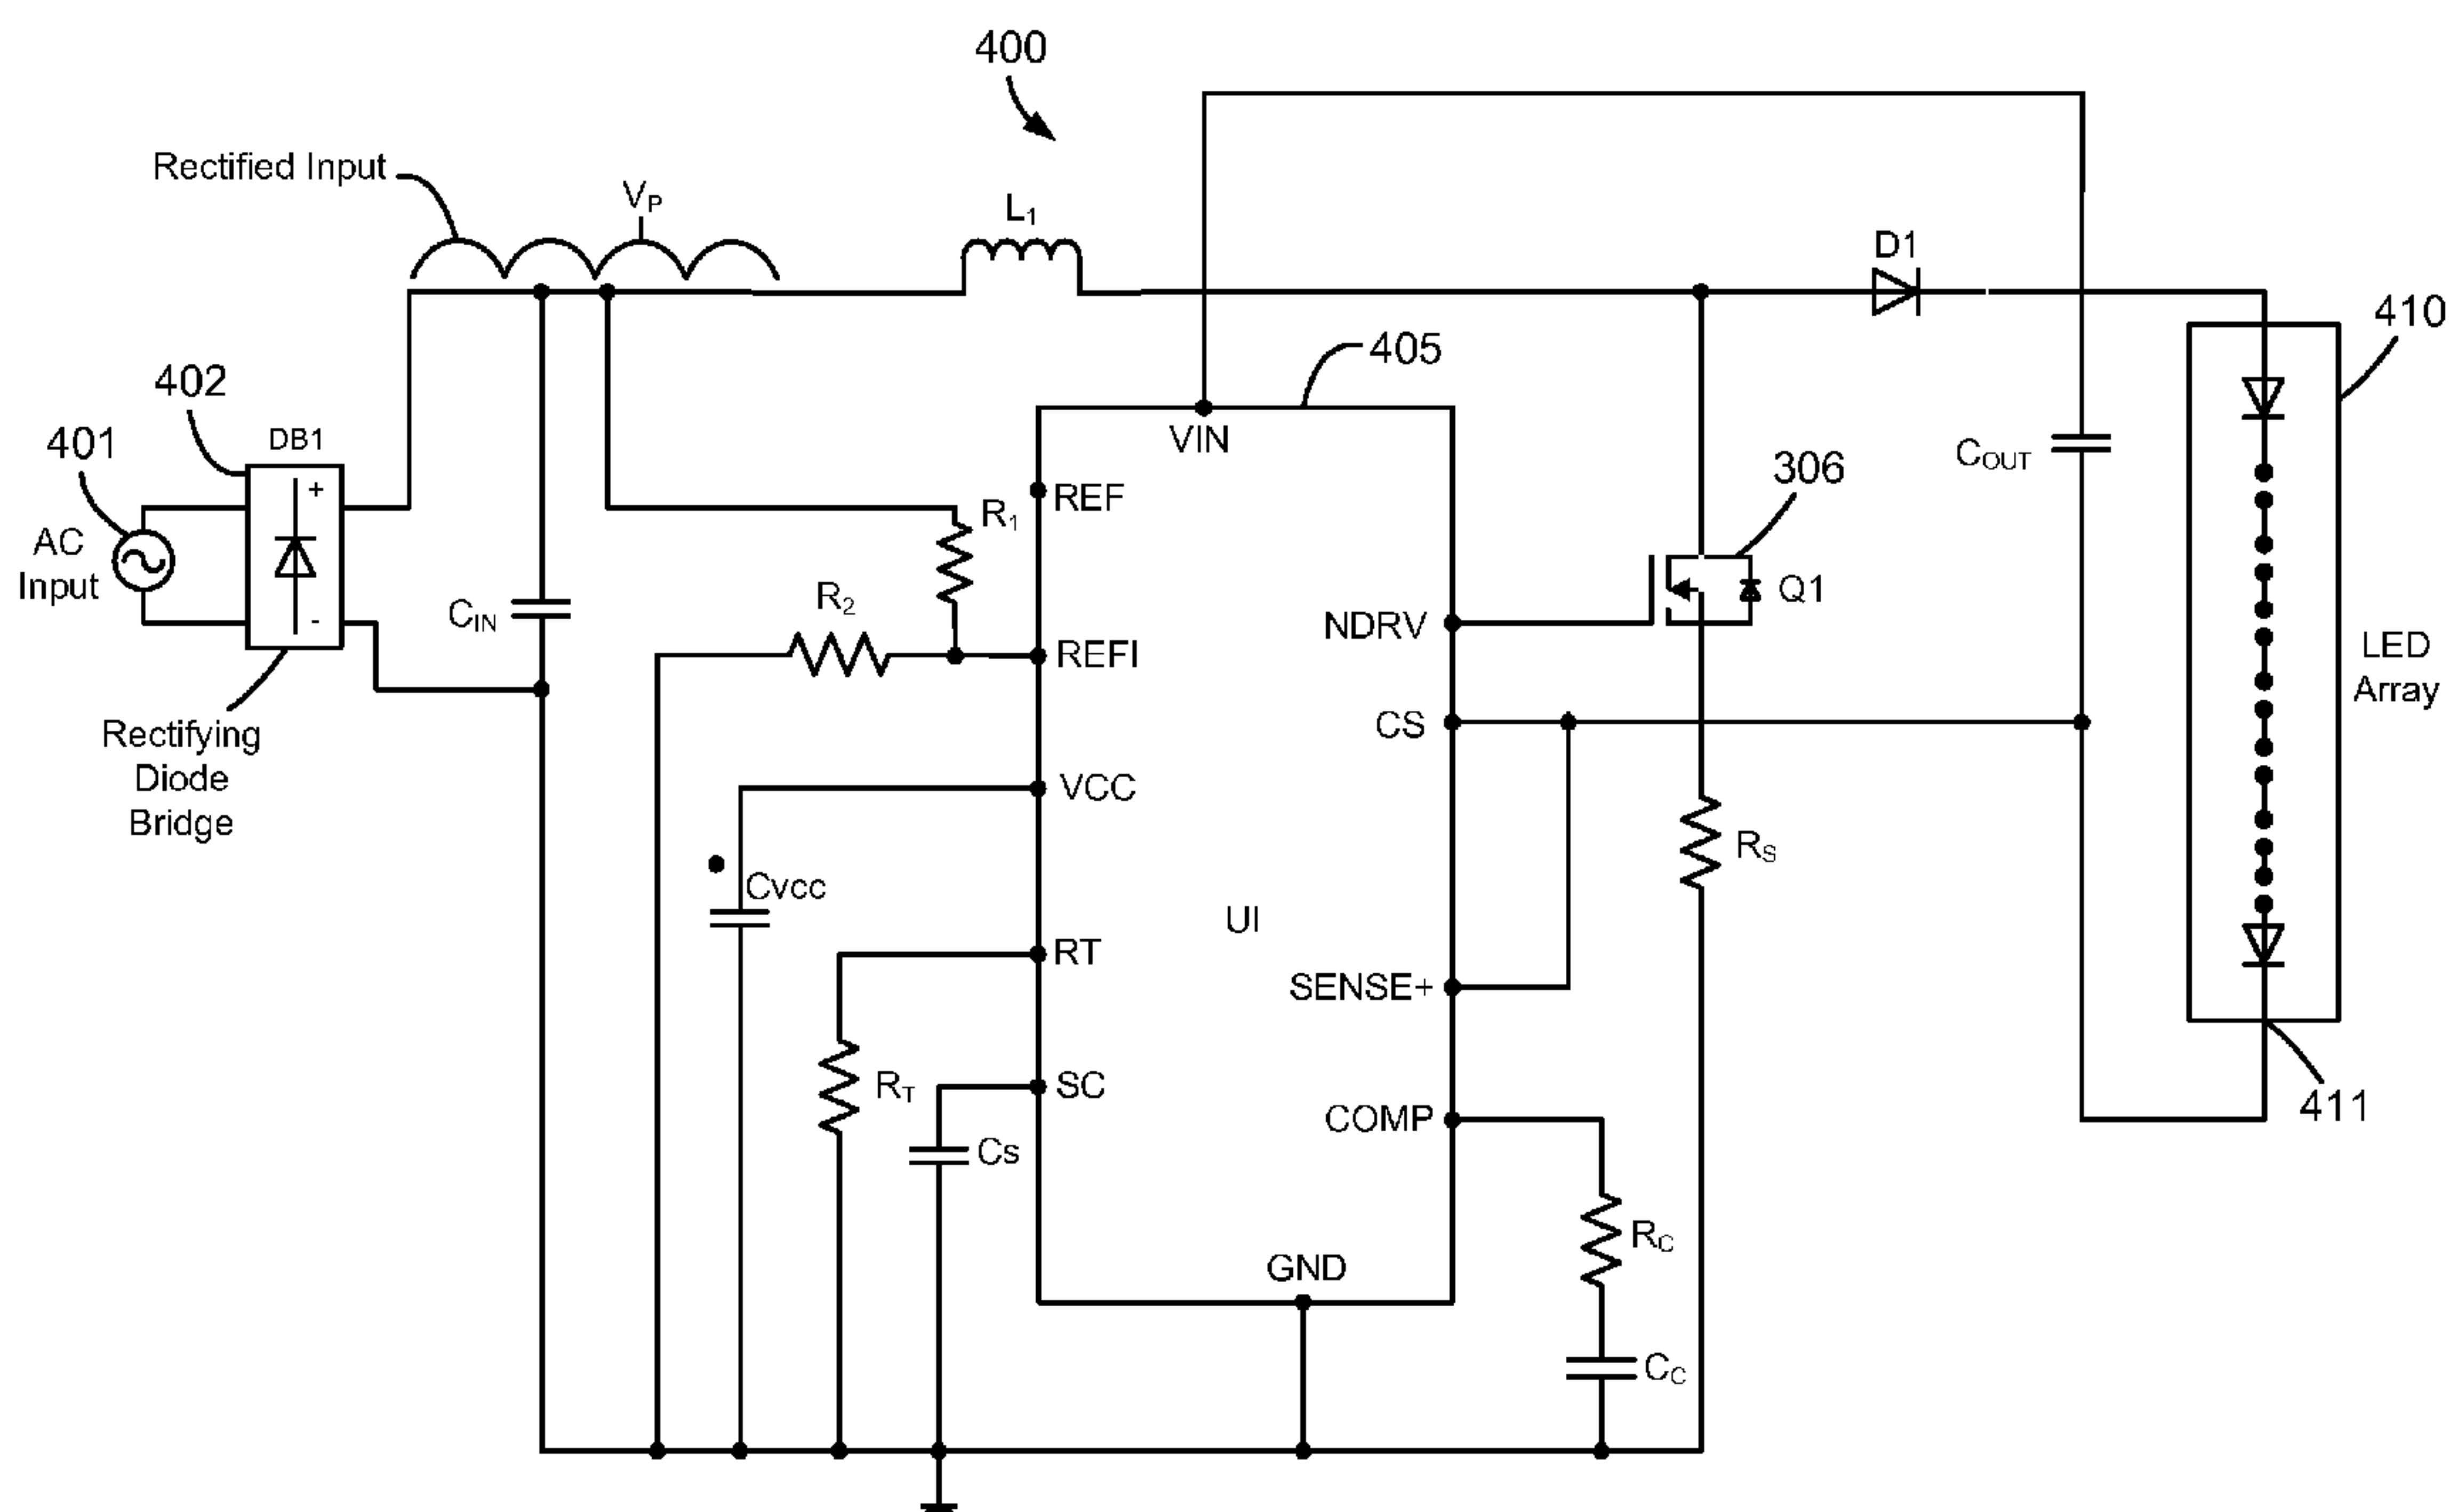 400
Rectified Input
VP
L1
D1
410
405
402
DB1
401
+
-
AC
Input
VIN
REF
R1
COUT
306
CIN
R2
Q1
NDRV
REFI
LED
Array
CS
Rectifying
Diode
Bridge
VCC
Cvcc
RS
UI
RT
SENSE+
RT
SC
COMP
411
Cs
RC
GND
CC